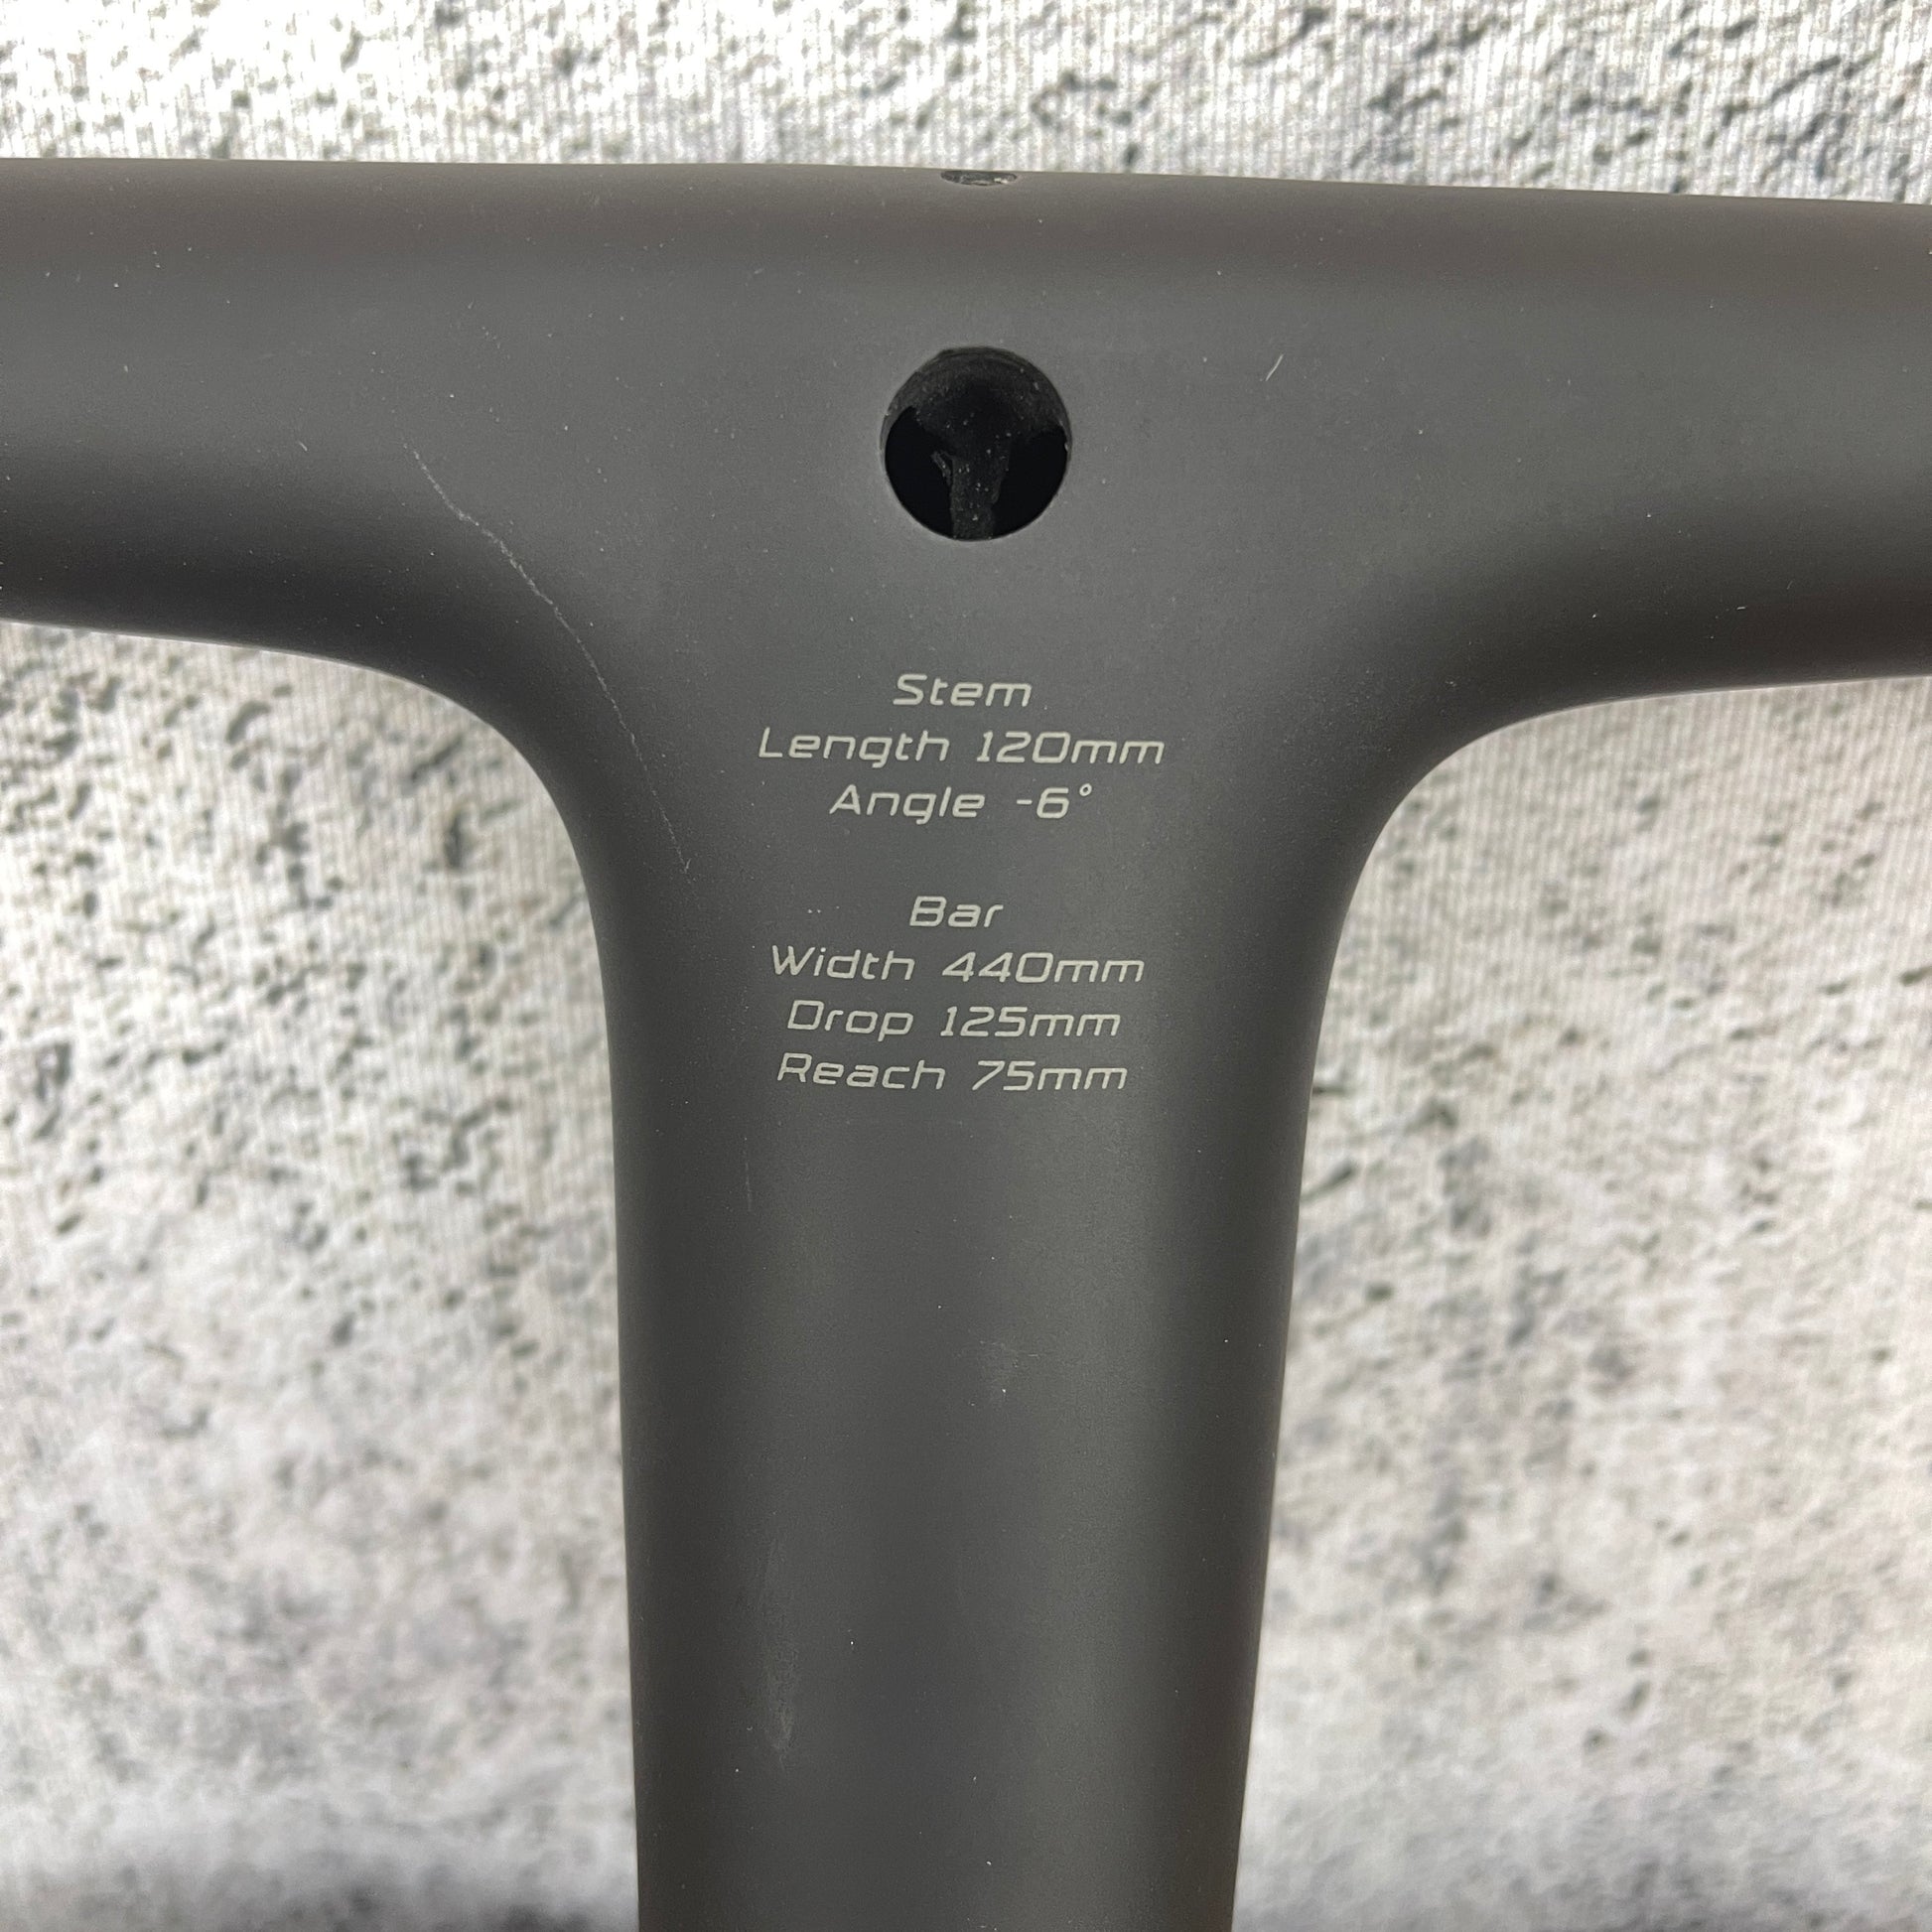 Stem
Length 120mm
Angle -6°
Bar
Width 440mm
Drop 125mm
Reach 75mm